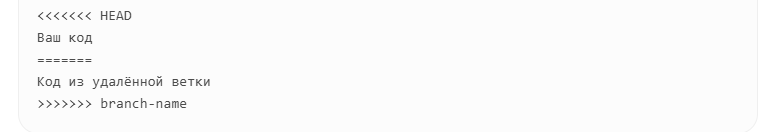 <<<<<<< HEAD
Ваш код
=======
Код из удалённой ветки
>>>>>>> branch-name